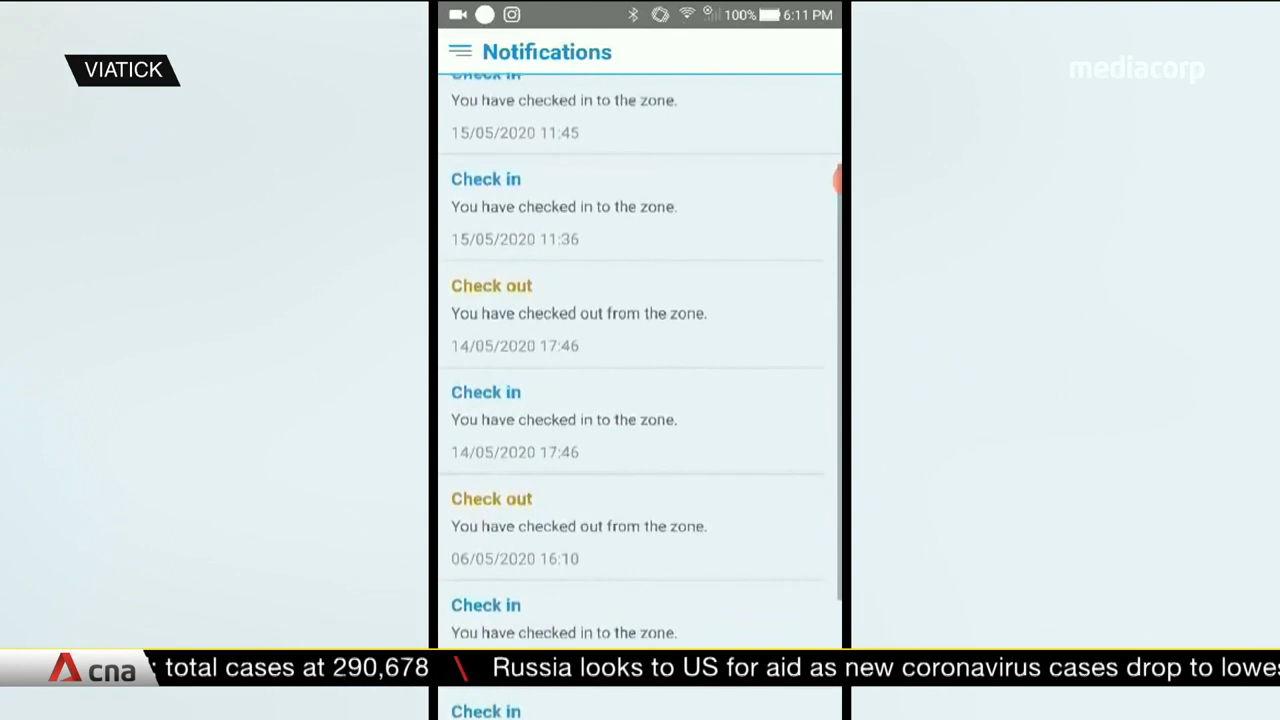 100% 6:11 PM
VIATICK
Notifications
mediacorp
Check in
You have checked in to the zone.
15/05/2020 11:45
Check in
You have checked in to the zone.
15/05/2020 11:36
Check out
You have checked out from the zone.
14/05/2020 17:46
Check in
You have checked in to the zone.
14/05/2020 17:46
Check out
You have checked out from the zone.
06/05/2020 16:10
Check in
You have checked in to the zone.
cna : total cases at 290,678 \ Russia looks to US for aid as new coronavirus cases drop to lowes
Check in